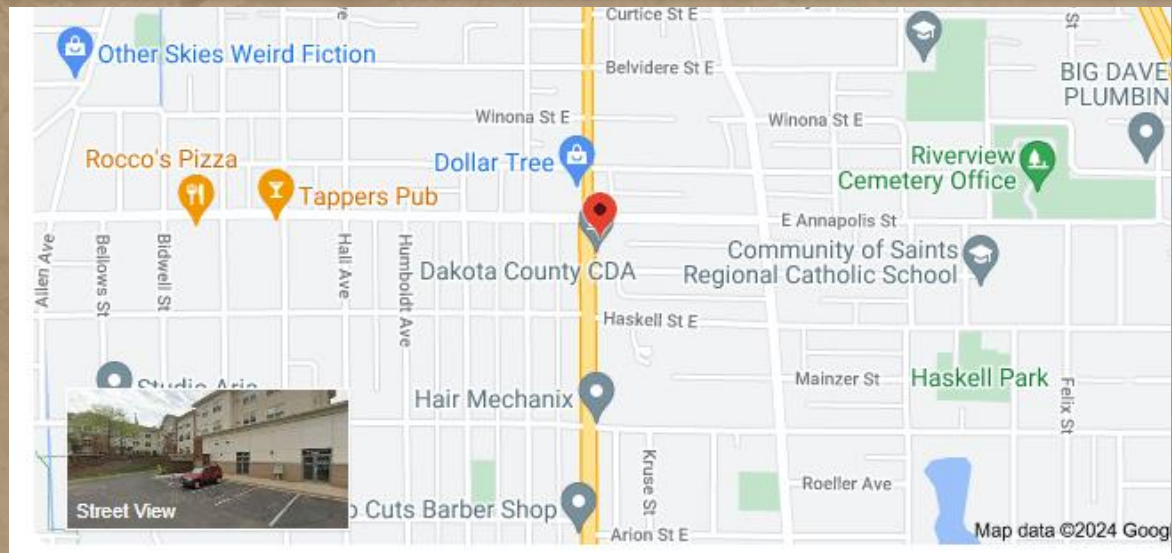 Curtice St E
St
Other Skies Weird Fiction
Belvidere St E
BIG DAVE
PLUMBIN
Winona St E
Winona St E
Dollar Tree
Rocco's Pizza
Riverview
Cemetery Office
Tappers Pub
E Annapolis St
Allen Ave
Bellows St
Bidwell St
Hall Ave
Humboldt Ave
Community of Saints
Regional Catholic School
Dakota County CDA
Haskell St E
Mainzer St
Haskell Park
Felix St
Studio Aria
Hair Mechanix
Kruse St
Roeller Ave
Street View
Cuts Barber Shop
Arion St E
Map data ©2024 Goog